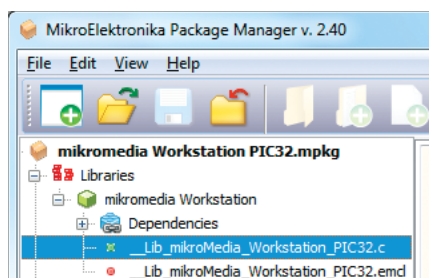 MikroElektronika Package Manager v. 2.40
File Edit View Help
mikromedia Workstation PIC32.mpkg
Libraries
mikromedia Workstation
Dependencies
__Lib_mikroMedia_Workstation_PIC32.c
__Lib_mikroMedia_Workstation_PIC32.emcl